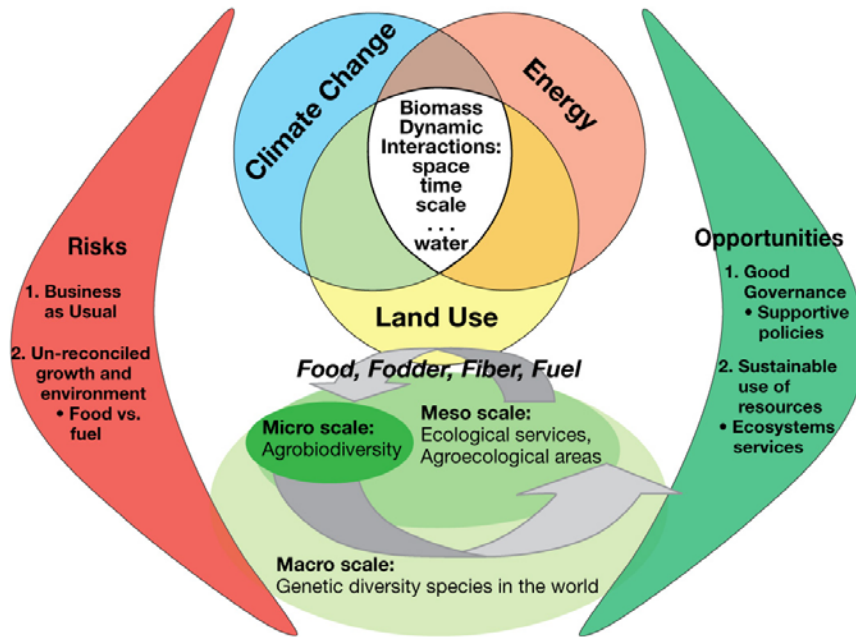 Climate Change
Energy
Biomass
Dynamic
Interactions:
space
time
scale
. . .
water
Land Use
Risks
1. Business
as Usual
2. Un-reconciled
growth and
environment
• Food vs.
fuel
Opportunities
1. Good
Governance
• Supportive
policies
2. Sustainable
use of
resources
• Ecosystems
services
Food, Fodder, Fiber, Fuel
Micro scale:
Agrobiodiversity
Meso scale:
Ecological services,
Agroecological areas
Macro scale:
Genetic diversity species in the world